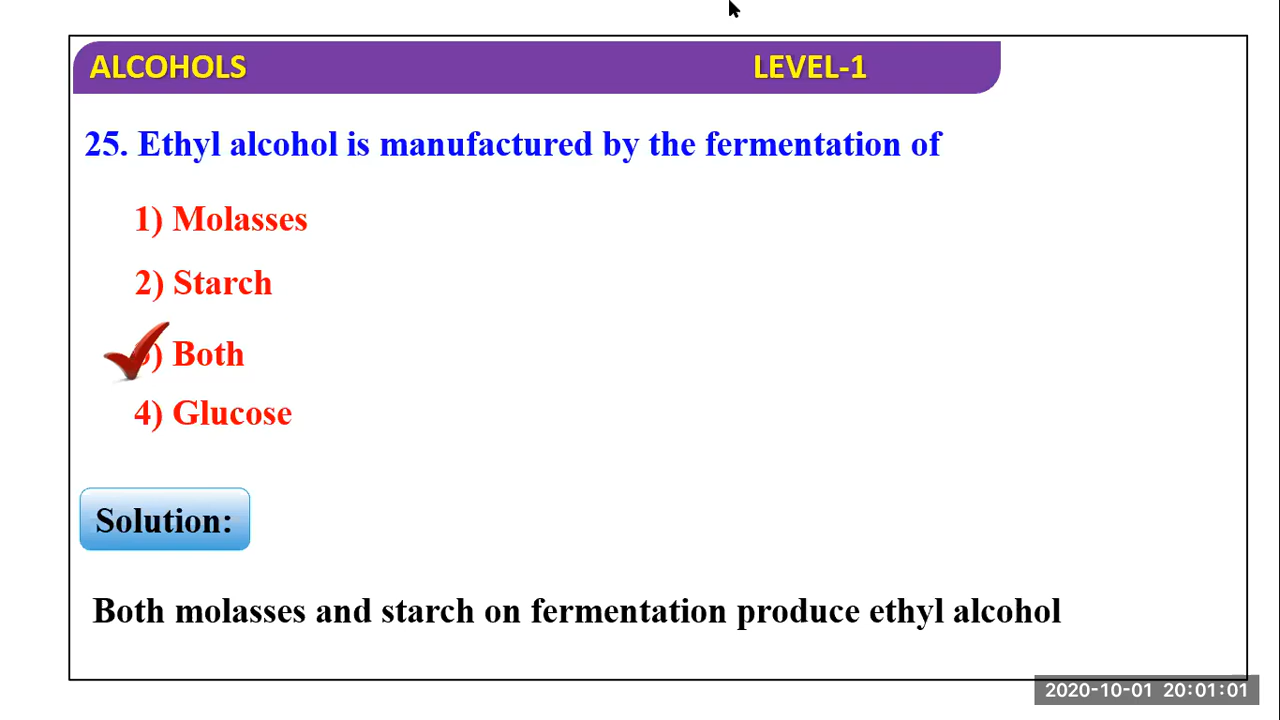 ALCOHOLS LEVEL-1
25. Ethyl alcohol is manufactured by the fermentation of
1) Molasses
2) Starch
3) Both
4) Glucose
Solution:
Both molasses and starch on fermentation produce ethyl alcohol
2020-10-01 20:01:01